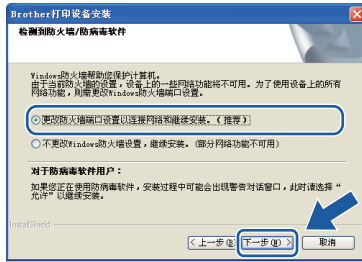 Brother打印设备安装
检测到防火墙/防病毒软件
Windows防火墙帮助您保护计算机。
由于当前防火墙的设置，设备上的一些网络功能将不可用。为了使用设备上的所有
网络功能，则需更改Windows防火墙端口设置。
更改防火墙端口设置以连接网络和继续安装。（推荐）
不更改Windows防火墙设置，继续安装。（部分网络功能不可用）
对于防病毒软件用户：
如果您正在使用防病毒软件，安装过程中可能会出现警告对话窗口，此时请选择“
允许”以继续安装。
InstallShield
< 上一步(B) 下一步(N) > 取消